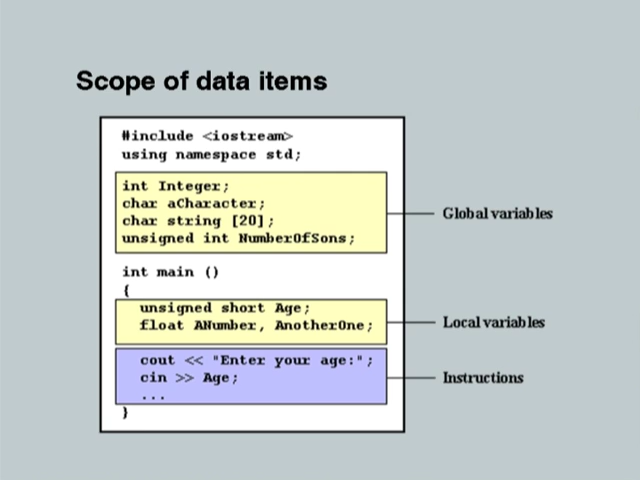 Scope of data items
#include <iostream>
using namespace std;
int Integer;
char aCharacter;
char string [20];
unsigned int NumberOfSons;
Global variables
int main ()
{
unsigned short Age;
float ANumber, AnotherOne;
Local variables
cout << "Enter your age:";
cin >> Age;
...
Instructions
}